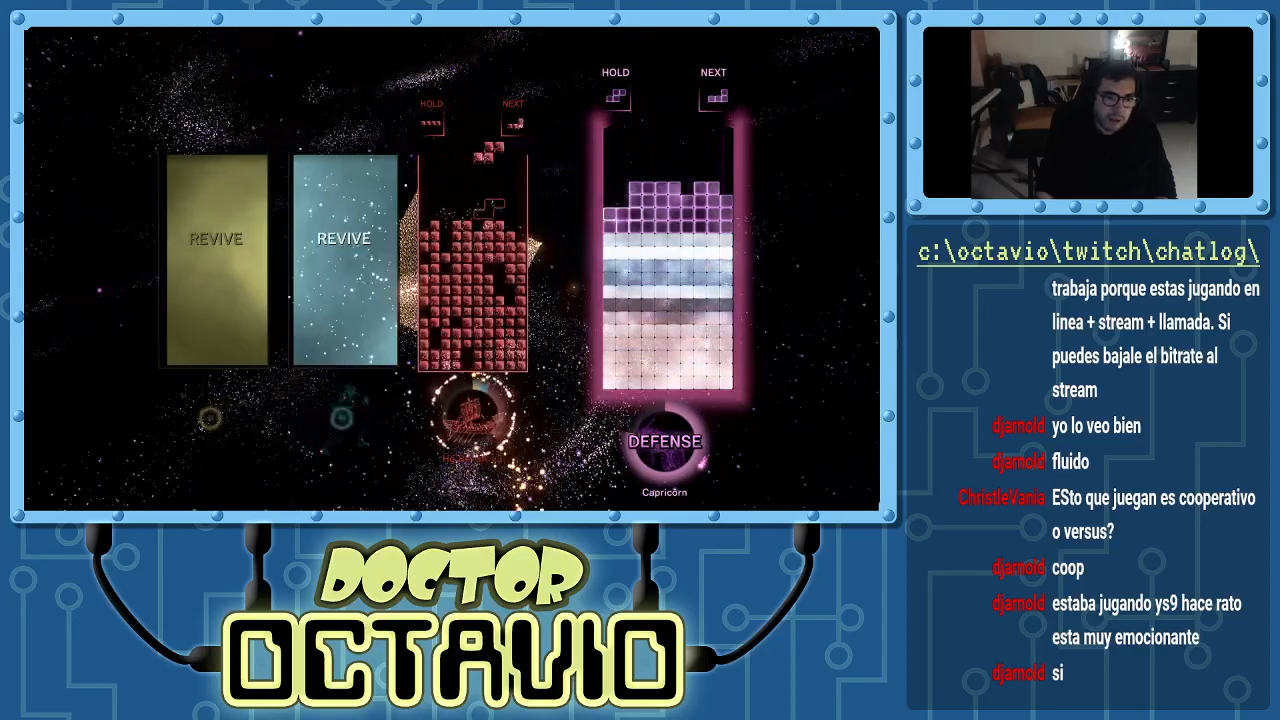 HOLD
NEXT
HOLD
NEXT
REVIVE
REVIVE
DEFENSE
Capricorn
DOCTOR
OCTAVIO
c:\octavio\twitch\chatlog\
trabaja porque estas jugando en
linea + stream + llamada. Si
puedes bajale el bitrate al
stream
djarnold yo lo veo bien
djarnold fluido
ChristleVania ESto que juegan es cooperativo
o versus?
djarnold coop
djarnold estaba jugando ys9 hace rato
esta muy emocionante
djarnold si